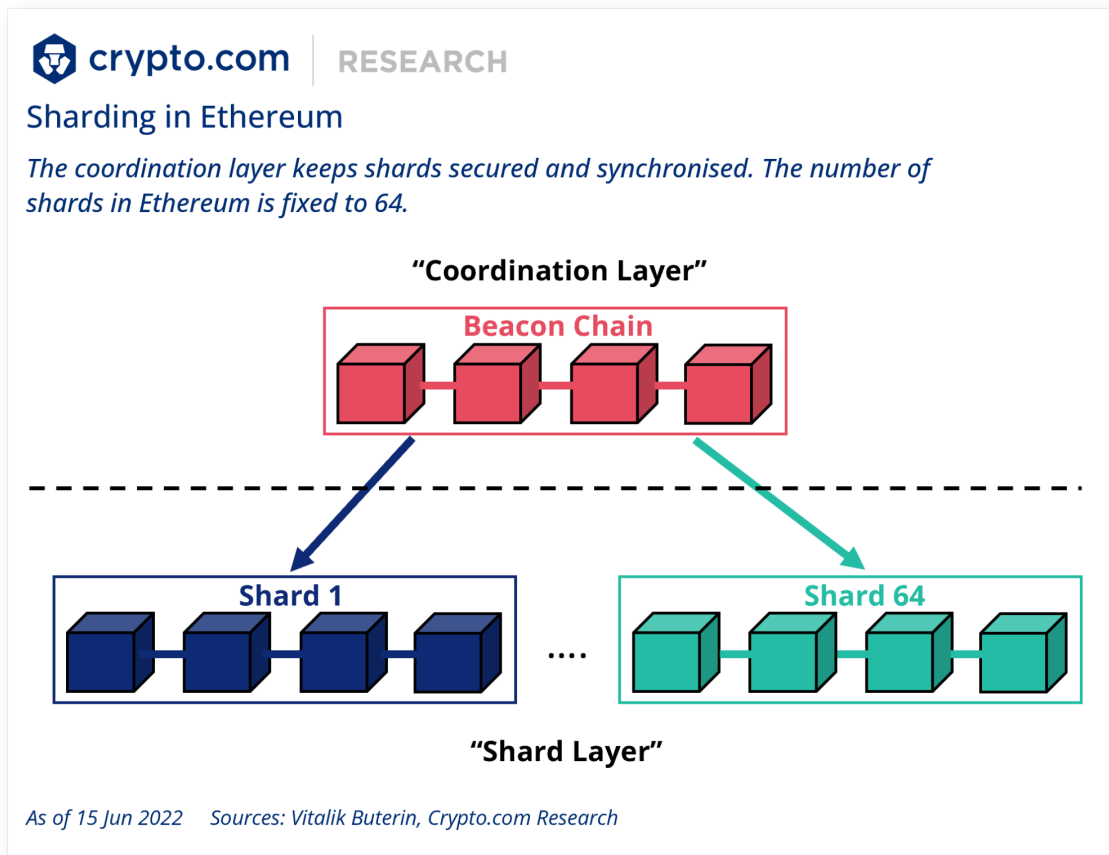 crypto.com
RESEARCH
Sharding in Ethereum
The coordination layer keeps shards secured and synchronised. The number of
shards in Ethereum is fixed to 64.
“Coordination Layer”
Beacon Chain
Shard 1
....
Shard 64
“Shard Layer”
As of 15 Jun 2022 Sources: Vitalik Buterin, Crypto.com Research